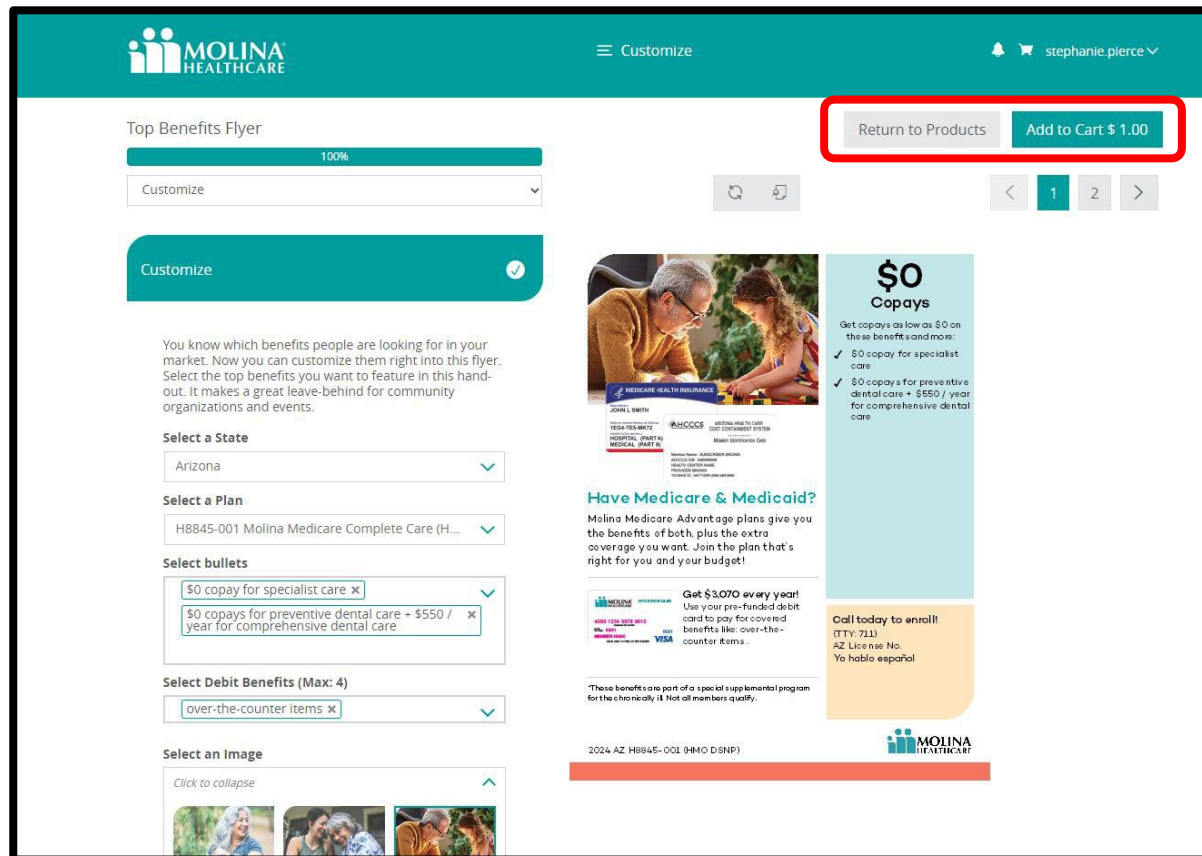 MOLINA
HEALTHCARE
Customize
stephanie.pierce
Top Benefits Flyer
Return to Products
Add to Cart $ 1.00
100%
Customize
1
2
Customize
You know which benefits people are looking for in your
market. Now you can customize them right into this flyer.
Select the top benefits you want to feature in this hand-
out. It makes a great leave-behind for community
organizations and events.
Select a State
Arizona
Select a Plan
H8845-001 Molina Medicare Complete Care (H...
Select bullets
$0 copay for specialist care ×
$0 copays for preventive dental care + $550 / ×
year for comprehensive dental care
Select Debit Benefits (Max: 4)
over-the-counter items ×
Select an Image
Click to collapse
MEDICARE HEALTH INSURANCE
JOHN L SMITH
1EG4-TE5-MK72
HOSPITAL (PART A)
MEDICAL (PART B)
AHCCCS
ARIZONA HEALTH CARE
COST CONTAINMENT SYSTEM
Have Medicare & Medicaid?
Molina Medicare Advantage plans give you
the benefits of both, plus the extra
coverage you want. Join the plan that's
right for you and your budget!
MOLINA
HEALTHCARE
DEBIT
VISA
MEMBER NAME
Get $3,070 every year!
Use your pre-funded debit
card to pay for covered
benefits like: over-the-
counter items .
*These benefits are part of a special supplemental program
for the chronically ill. Not all members qualify.
2024 AZ H8845-001 (HMO DSNP)
$0
Copays
Get copays as low as $0 on
these benefits and more:
✓ $0 copay for specialist
care
✓ $0 copays for preventive
dental care + $550 / year
for comprehensive dental
care
Call today to enroll!
(TTY: 711)
AZ License No.
Yo hablo español
MOLINA
HEALTHCARE